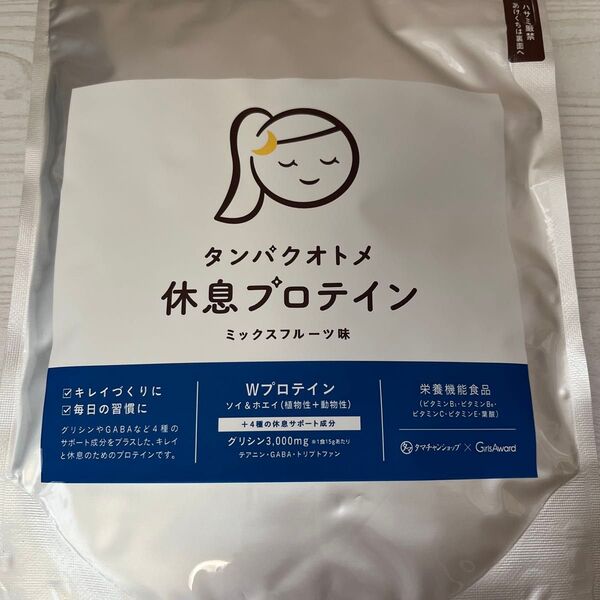 ハサミ厳禁
あけくちは裏面へ
タンパクオトメ
休息プロテイン
ミックスフルーツ味
キレイづくりに
毎日の習慣に
グリシンやGABAなど4種の
サポート成分をプラスした、キレイ
と休息のためのプロテインです。
Wプロテイン
ソイ&ホエイ(植物性+動物性)
+4種の休息サポート成分
グリシン3,000mg ※1食15gあたり
テアニン・GABA・トリプトファン
栄養機能食品
(ビタミンB₁・ビタミンB₆・
ビタミンC・ビタミンE・葉酸)
タマチャンショップ × GirlsAward